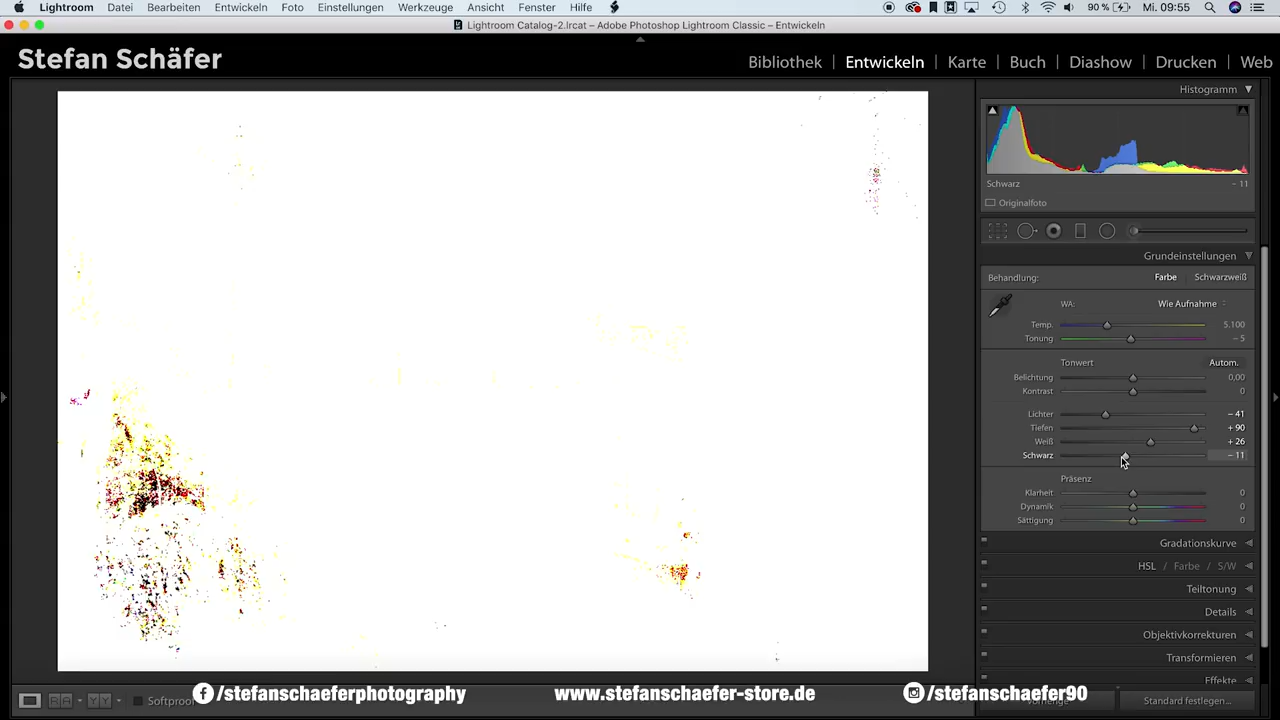 Lightroom Datei Bearbeiten Entwickeln Foto Einstellungen Werkzeuge Ansicht Fenster Hilfe 90 % Mi. 09:55
Lightroom Catalog-2.lrcat – Adobe Photoshop Lightroom Classic – Entwickeln
Stefan Schäfer
Bibliothek Entwickeln Karte Buch Diashow Drucken Web
Histogramm
Schwarz – 11
Originalfoto
Grundeinstellungen
Behandlung: Farbe Schwarzweiß
WA: Wie Aufnahme
Temp. 5.100
Tonung – 5
Tonwert Autom.
Belichtung 0,00
Kontrast 0
Lichter – 41
Tiefen + 90
Weiß + 26
Schwarz – 11
Präsenz
Klarheit 0
Dynamik 0
Sättigung 0
Gradationskurve
HSL / Farbe / S/W
Teiltonung
Details
Objektivkorrekturen
Transformieren
Effekte
Softproof
/stefanschaeferphotography www.stefanschaefer-store.de /stefanschaefer90
Vorherige Standard festlegen...